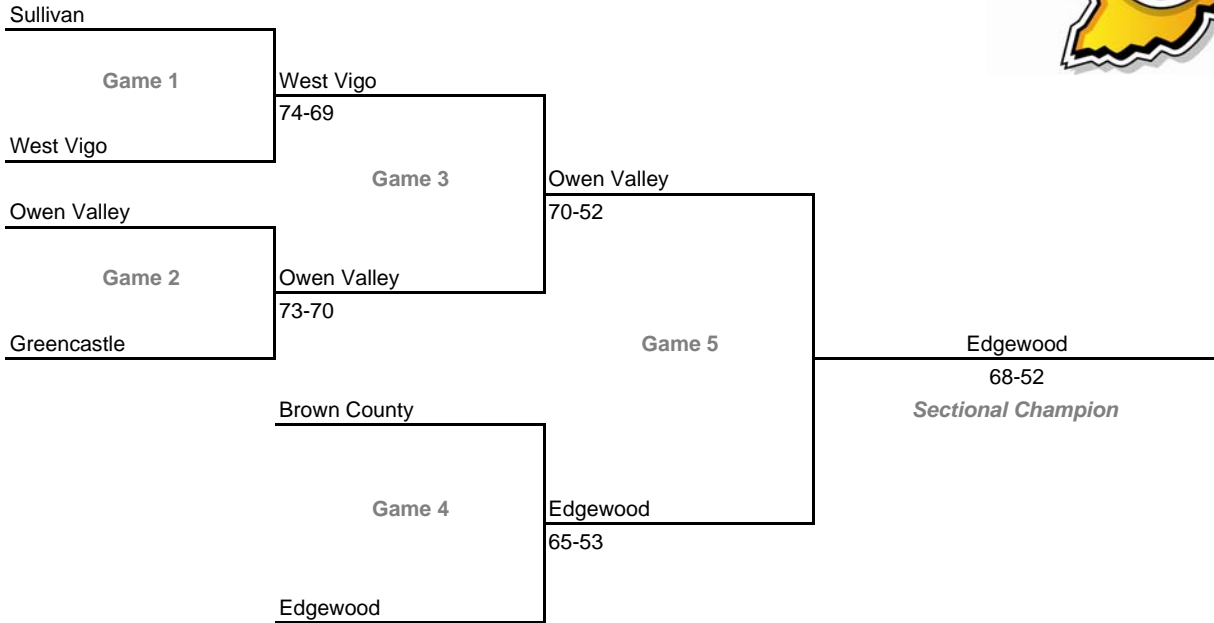 Sullivan
Game 1
West Vigo
74-69
West Vigo
Game 3
Owen Valley
Owen Valley
70-52
Game 2
Owen Valley
73-70
Greencastle
Game 5
Edgewood
68-52
Brown County
Sectional Champion
Game 4
Edgewood
65-53
Edgewood